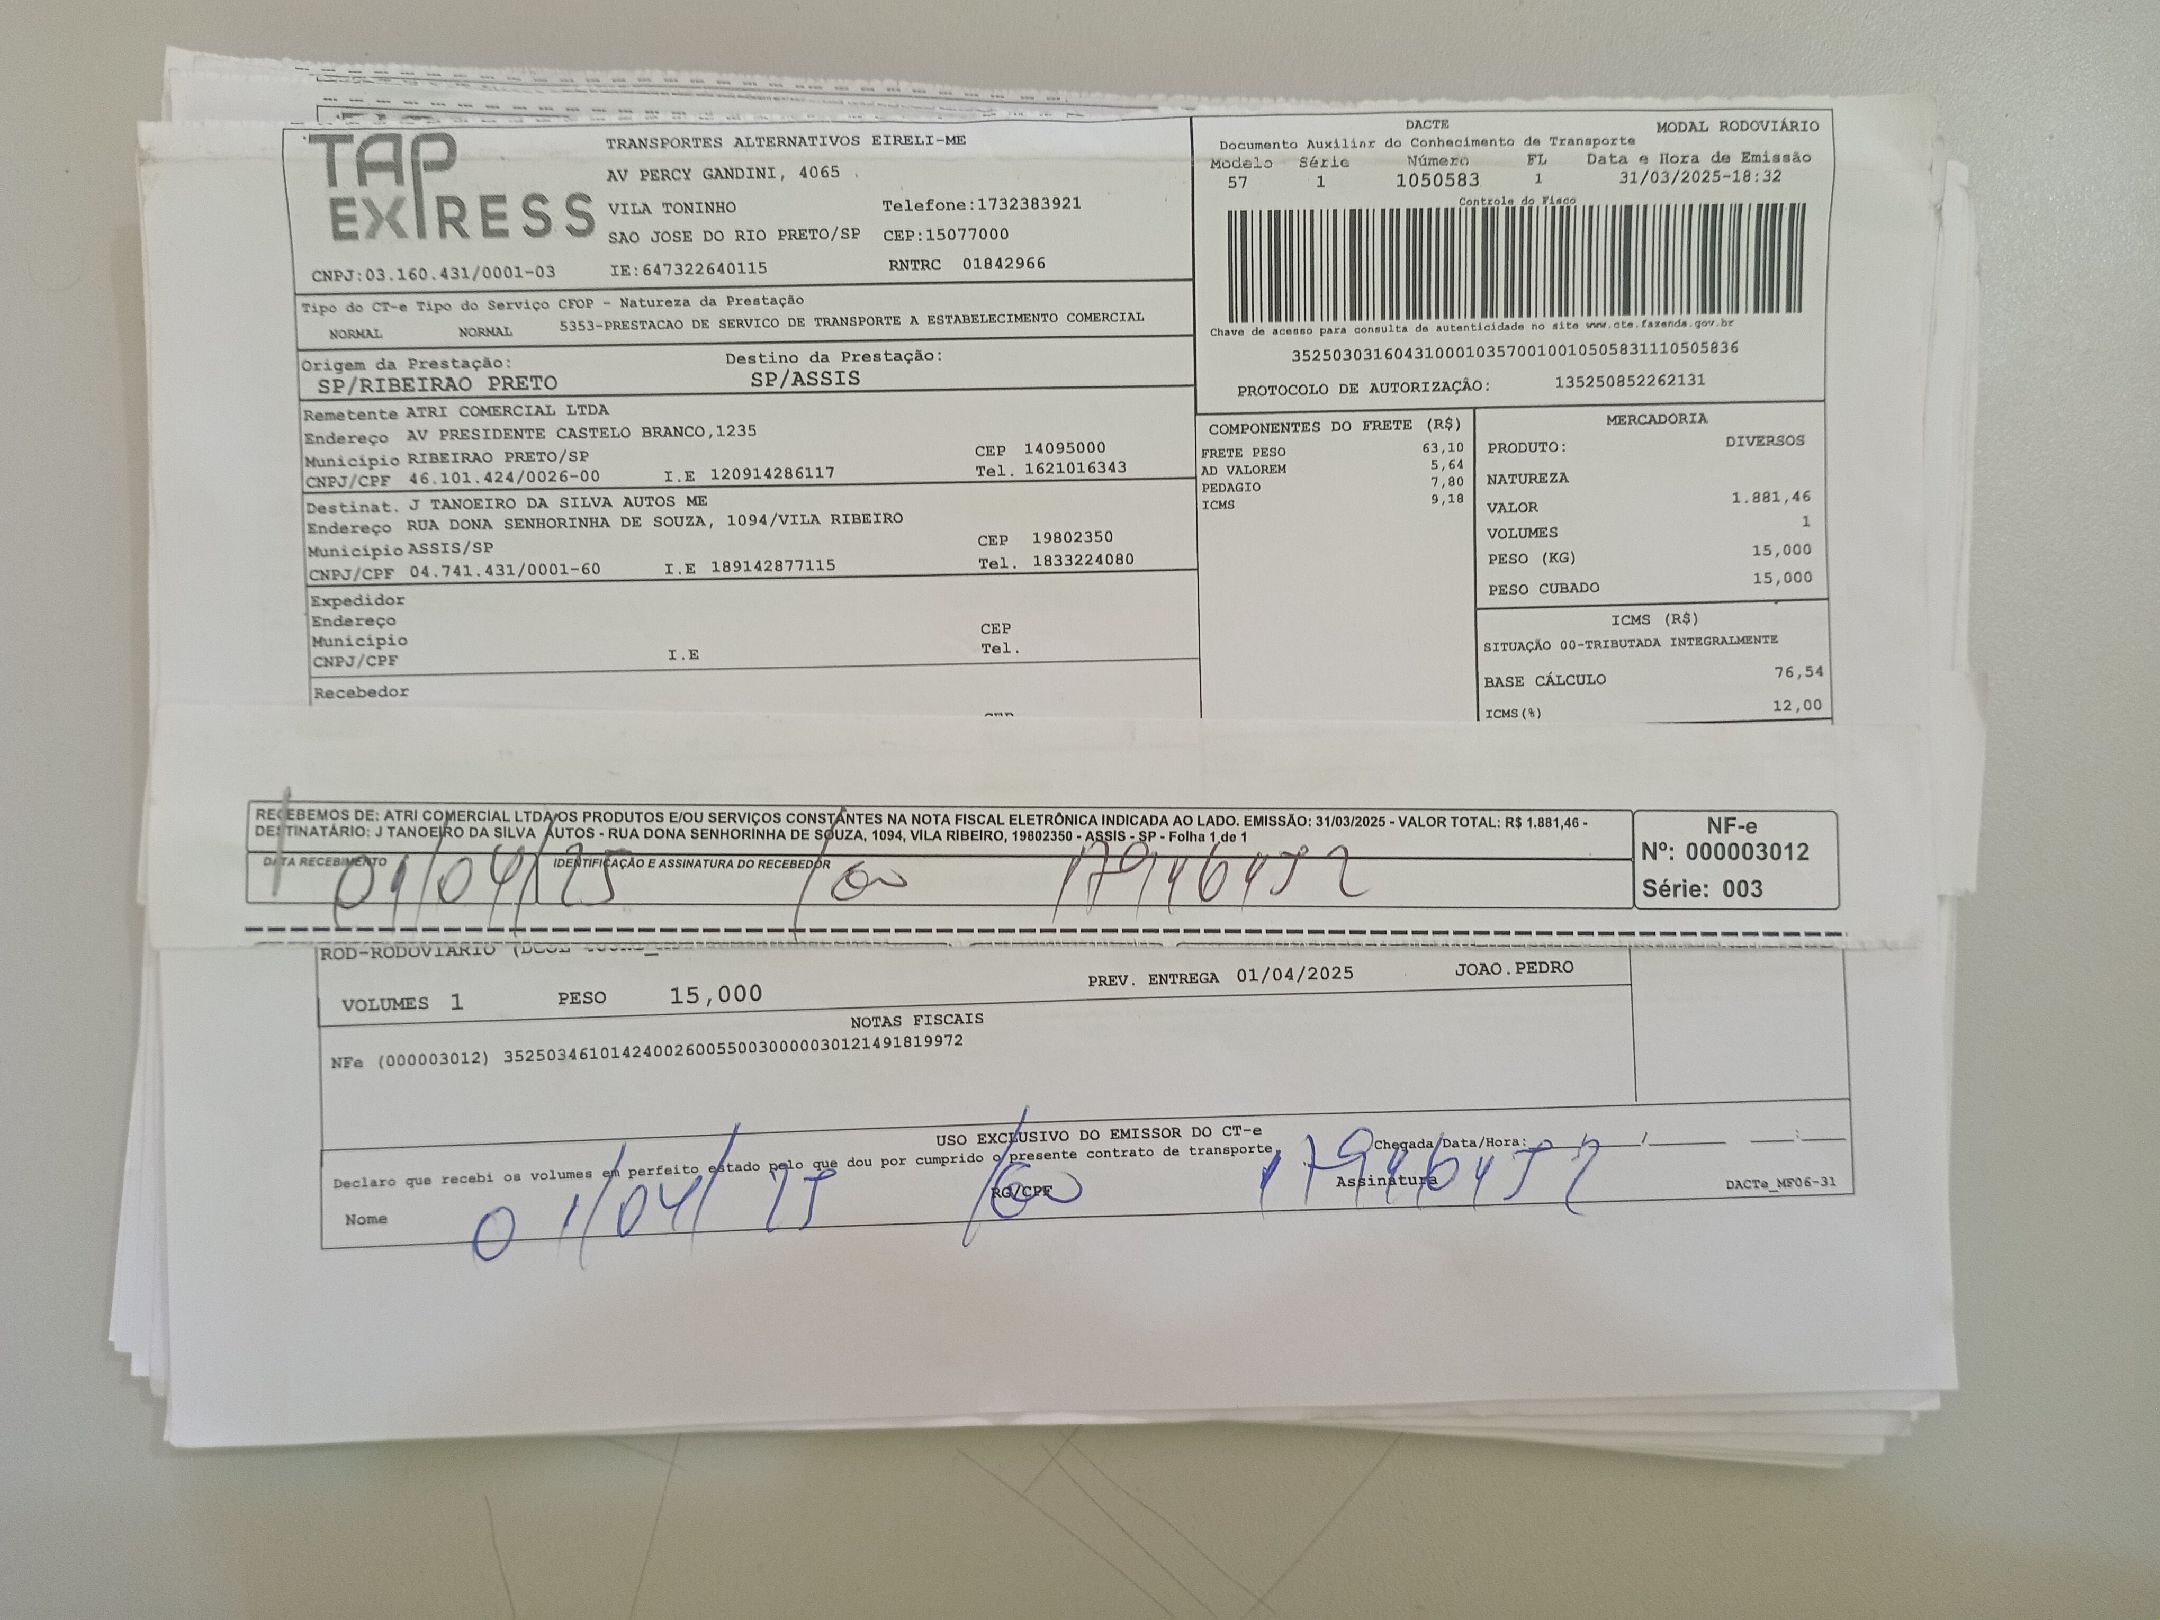 TAP
EXPRESS
TRANSPORTES ALTERNATIVOS EIRELI-ME
AV PERCY GANDINI, 4065
VILA TONINHO Telefone:1732383921
SAO JOSE DO RIO PRETO/SP CEP:15077000
CNPJ:03.160.431/0001-03 IE:647322640115 RNTRC 01842966
DACTE MODAL RODOVIÁRIO
Documento Auxiliar do Conhecimento de Transporte
Modelo Série Número FL Data e Hora de Emissão
57 1 1050583 1 31/03/2025-18:32
Controle do Fisco
Chave de acesso para consulta de autenticidade no site www.cte.fazenda.gov.br
35250303160431000103570010010505831110505836
PROTOCOLO DE AUTORIZAÇÃO: 135250852262131
Tipo do CT-e Tipo do Serviço CFOP - Natureza da Prestação
NORMAL NORMAL 5353-PRESTACAO DE SERVICO DE TRANSPORTE A ESTABELECIMENTO COMERCIAL
Origem da Prestação: Destino da Prestação:
SP/RIBEIRAO PRETO SP/ASSIS
Remetente ATRI COMERCIAL LTDA
Endereço AV PRESIDENTE CASTELO BRANCO,1235
Município RIBEIRAO PRETO/SP CEP 14095000
CNPJ/CPF 46.101.424/0026-00 I.E 120914286117 Tel. 1621016343
Destinat. J TANOEIRO DA SILVA AUTOS ME
Endereço RUA DONA SENHORINHA DE SOUZA, 1094/VILA RIBEIRO
Município ASSIS/SP CEP 19802350
CNPJ/CPF 04.741.431/0001-60 I.E 189142877115 Tel. 1833224080
Expedidor
Endereço
Município CEP
CNPJ/CPF I.E Tel.
Recebedor
COMPONENTES DO FRETE (R$)
FRETE PESO 63,10
AD VALOREM 5,64
PEDAGIO 7,80
ICMS 9,18
MERCADORIA
PRODUTO: DIVERSOS
NATUREZA
VALOR 1.881,46
VOLUMES 1
PESO (KG) 15,000
PESO CUBADO 15,000
ICMS (R$)
SITUAÇÃO 00-TRIBUTADA INTEGRALMENTE
BASE CÁLCULO 76,54
ICMS(%) 12,00
RECEBEMOS DE: ATRI COMERCIAL LTDA OS PRODUTOS E/OU SERVIÇOS CONSTANTES NA NOTA FISCAL ELETRÔNICA INDICADA AO LADO. EMISSÃO: 31/03/2025 - VALOR TOTAL: R$ 1.881,46 -
DESTINATÁRIO: J TANOEIRO DA SILVA AUTOS - RUA DONA SENHORINHA DE SOUZA, 1094, VILA RIBEIRO, 19802350 - ASSIS - SP - Folha 1 de 1
DATA RECEBIMENTO IDENTIFICAÇÃO E ASSINATURA DO RECEBEDOR
01/04/25
NF-e
Nº: 000003012
Série: 003
ROD-RODOVIARIO
VOLUMES 1 PESO 15,000 PREV. ENTREGA 01/04/2025 JOAO.PEDRO
NOTAS FISCAIS
NFe (000003012) 35250346101424002600550030000030121491819972
USO EXCLUSIVO DO EMISSOR DO CT-e
Declaro que recebi os volumes em perfeito estado pelo que dou por cumprido o presente contrato de transporte. Chegada Data/Hora: / :
Nome RG/CPF Assinatura DACTe_MF06-31
01/04/25